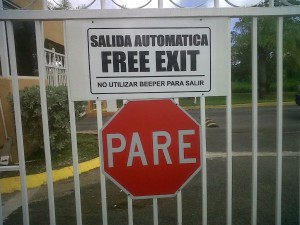 SALIDA AUTOMATICA
FREE EXIT
NO UTILIZAR BEEPER PARA SALIR
PARE